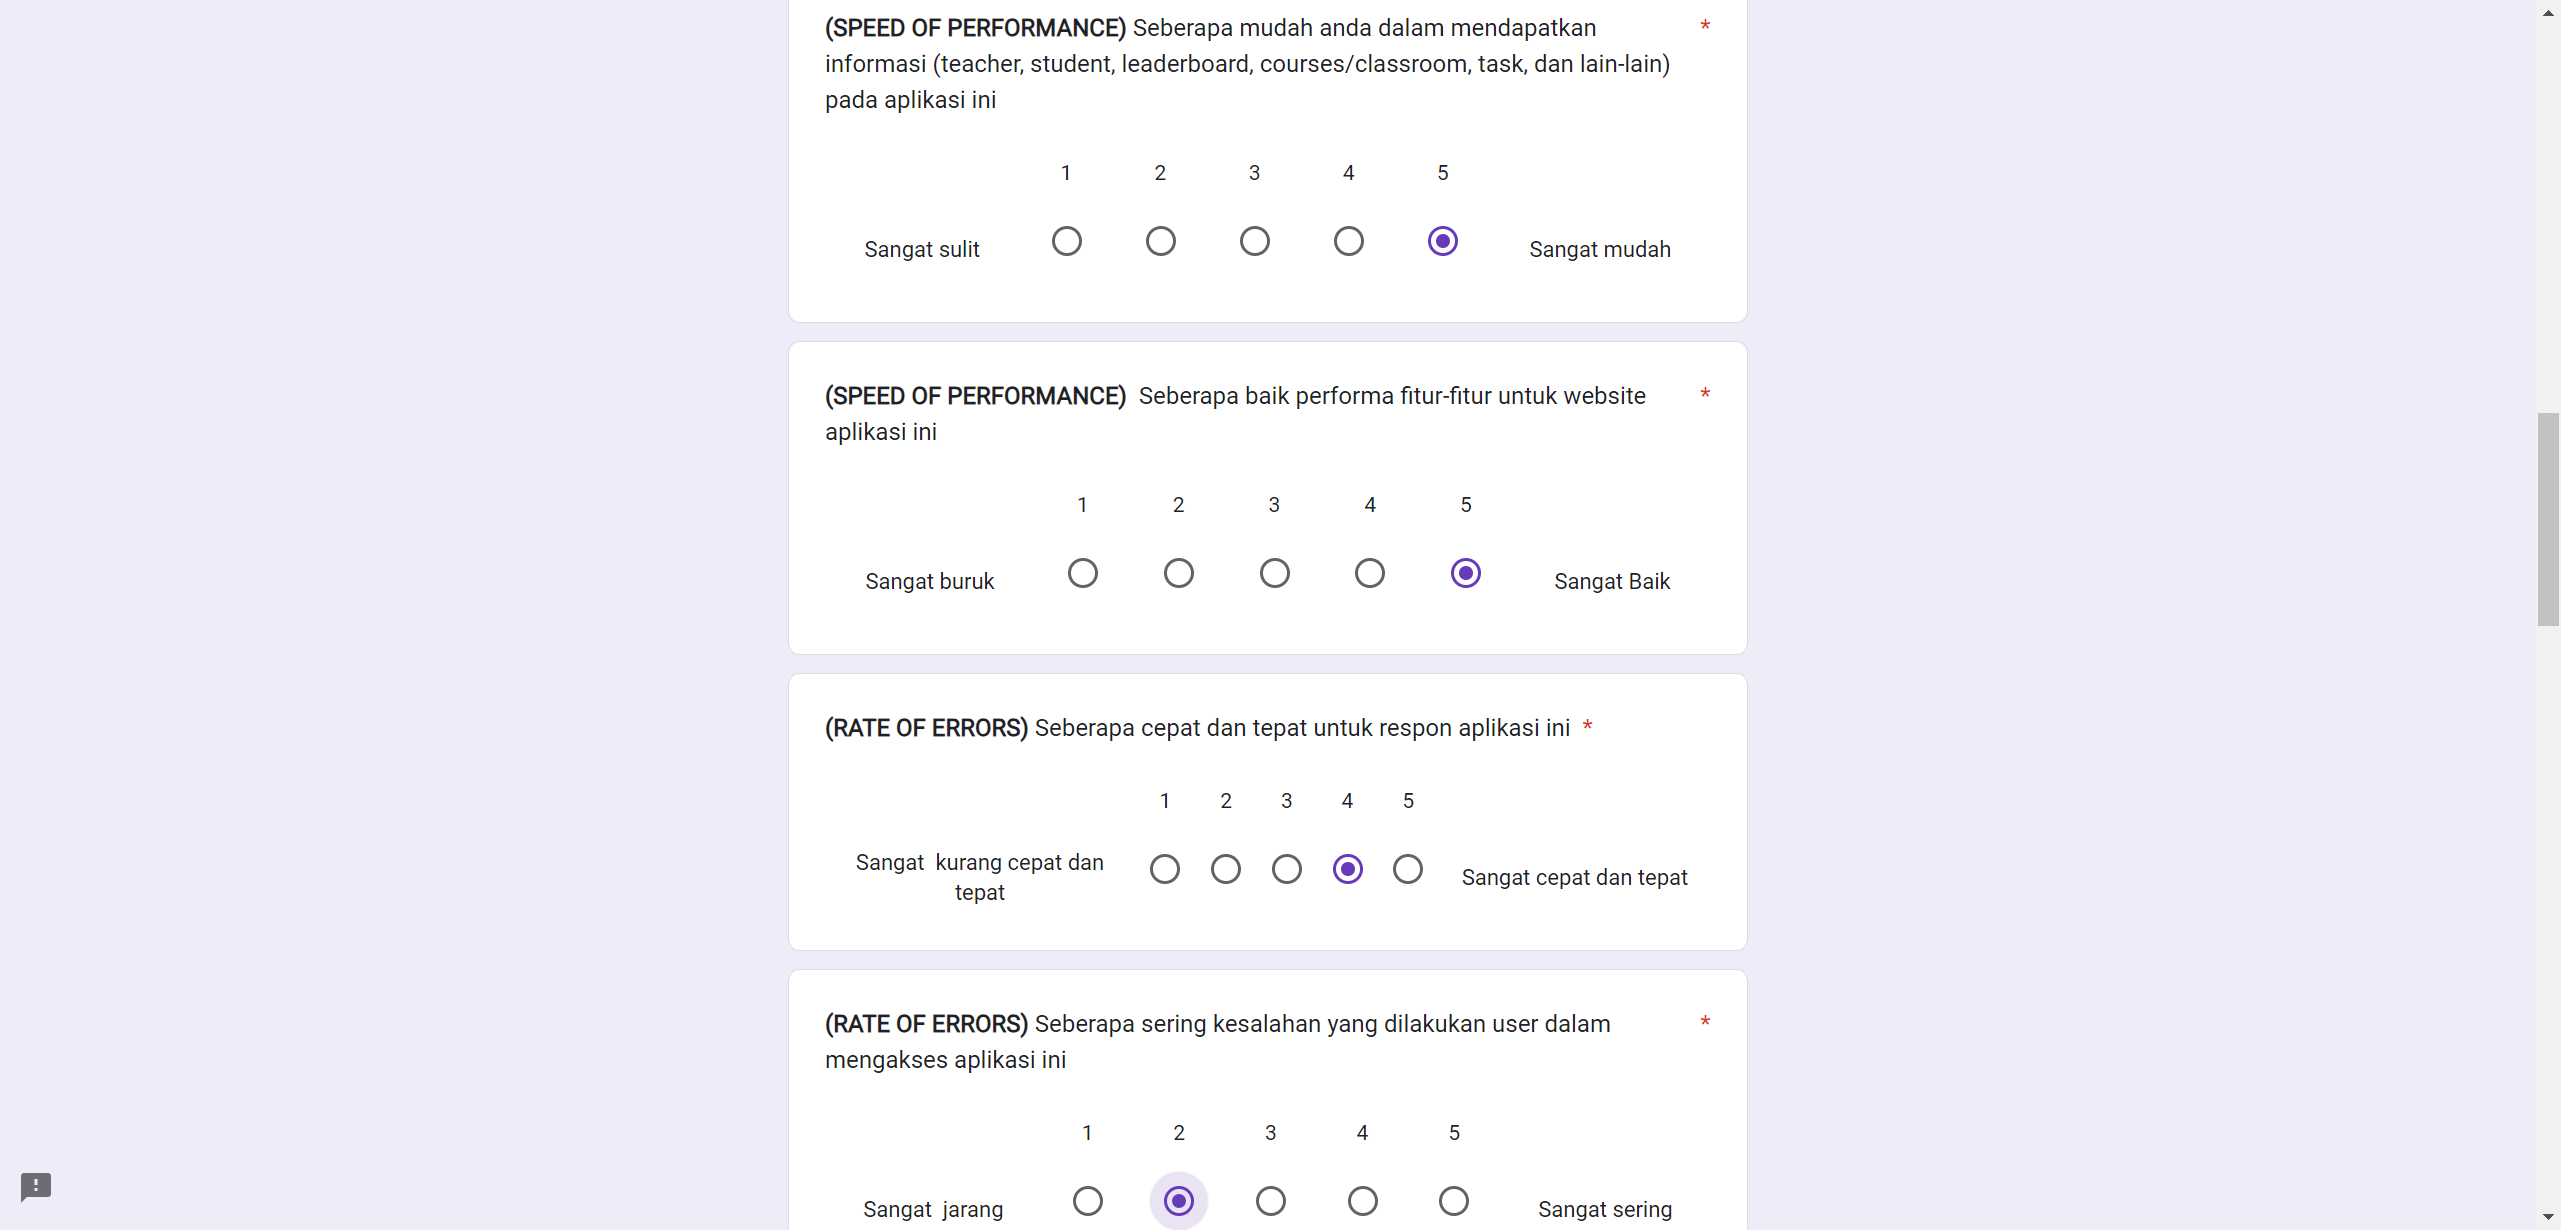 (SPEED OF PERFORMANCE) Seberapa mudah anda dalam mendapatkan *
informasi (teacher, student, leaderboard, courses/classroom, task, dan lain-lain)
pada aplikasi ini
1 2 3 4 5
Sangat sulit Sangat mudah
(SPEED OF PERFORMANCE)  Seberapa baik performa fitur-fitur untuk website *
aplikasi ini
1 2 3 4 5
Sangat buruk Sangat Baik
(RATE OF ERRORS) Seberapa cepat dan tepat untuk respon aplikasi ini *
1 2 3 4 5
Sangat  kurang cepat dan
tepat
Sangat cepat dan tepat
(RATE OF ERRORS) Seberapa sering kesalahan yang dilakukan user dalam *
mengakses aplikasi ini
1 2 3 4 5
Sangat  jarang Sangat sering